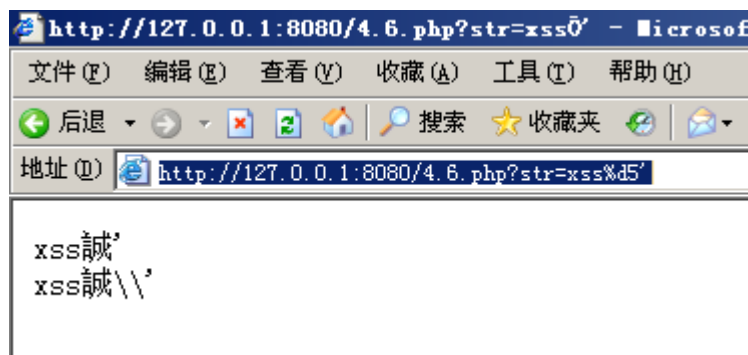 http://127.0.0.1:8080/4.6.php?str=xssÕ' - Microsof
文件(F) 编辑(E) 查看(V) 收藏(A) 工具(T) 帮助(H)
后退 搜索 收藏夹
地址(D) http://127.0.0.1:8080/4.6.php?str=xss%d5'
xss誠'
xss誠\\'